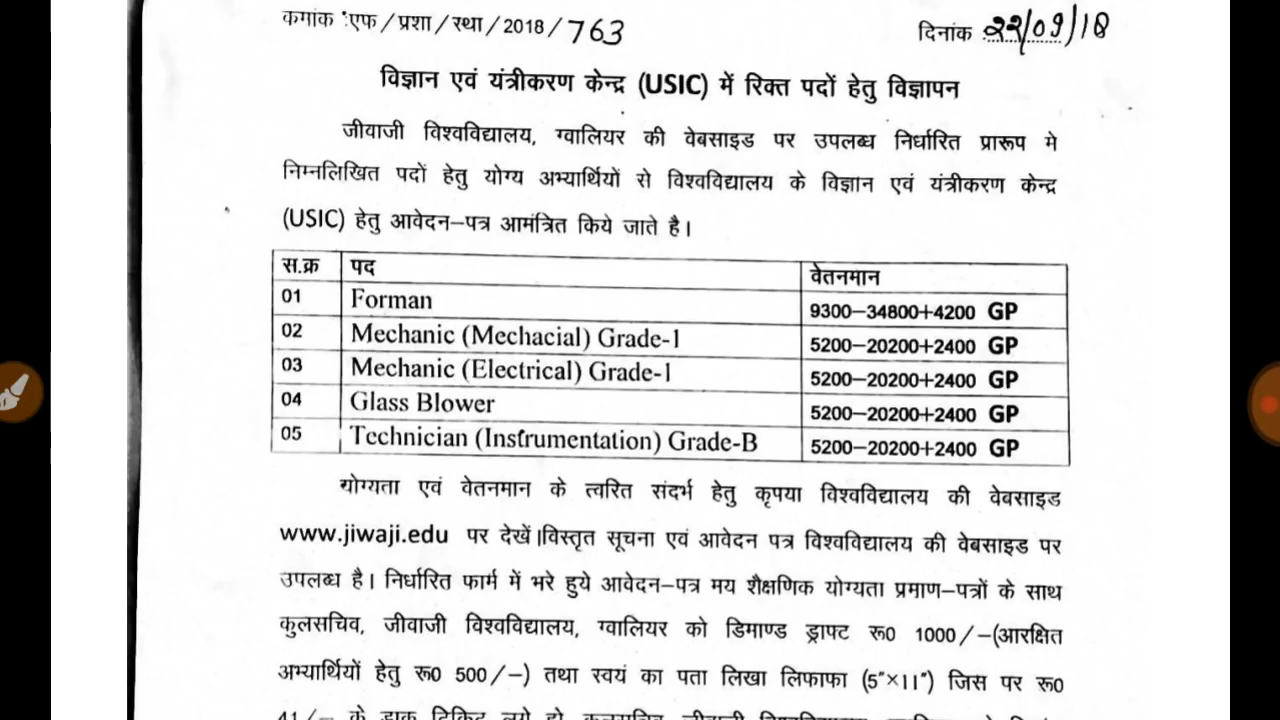 कमांक :एफ/प्रशा/स्था/2018/763 दिनांक 22/09/18
विज्ञान एवं यंत्रीकरण केन्द्र (USIC) में रिक्त पदों हेतु विज्ञापन
जीवाजी विश्वविद्यालय, ग्वालियर की वेबसाइड पर उपलब्ध निर्धारित प्रारूप मे
निम्नलिखित पदों हेतु योग्य अभ्यार्थियों से विश्वविद्यालय के विज्ञान एवं यंत्रीकरण केन्द्र
(USIC) हेतु आवेदन–पत्र आमंत्रित किये जाते है।
स.क्र पद वेतनमान
01 Forman 9300–34800+4200 GP
02 Mechanic (Mechacial) Grade-1 5200–20200+2400 GP
03 Mechanic (Electrical) Grade-1 5200–20200+2400 GP
04 Glass Blower 5200–20200+2400 GP
05 Technician (Instrumentation) Grade-B 5200–20200+2400 GP
योग्यता एवं वेतनमान के त्वरित संदर्भ हेतु कृपया विश्वविद्यालय की वेबसाइड
www.jiwaji.edu पर देखें।विस्तृत सूचना एवं आवेदन पत्र विश्वविद्यालय की वेबसाइड पर
उपलब्ध है। निर्धारित फार्म में भरे हुये आवेदन–पत्र मय शैक्षणिक योग्यता प्रमाण–पत्रों के साथ
कुलसचिव, जीवाजी विश्वविद्यालय, ग्वालियर को डिमाण्ड ड्राफ्ट रू0 1000/–(आरक्षित
अभ्यार्थियों हेतु रू0 500/–) तथा स्वयं का पता लिखा लिफाफा (5"×11") जिस पर रू0
41/– के डाक टिकिट लगे हो, कुलसचिव, जीवाजी विश्वविद्यालय,